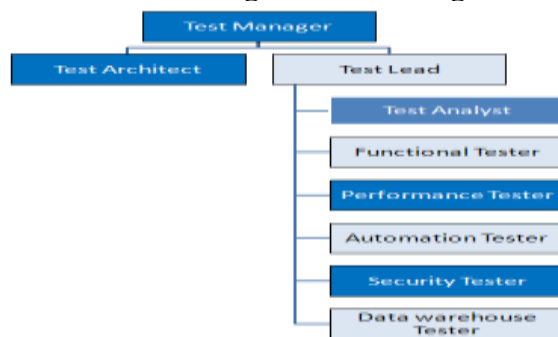 Test Manager
Test Architect
Test Lead
Test Analyst
Functional Tester
Performance Tester
Automation Tester
Security Tester
Data warehouse
Tester